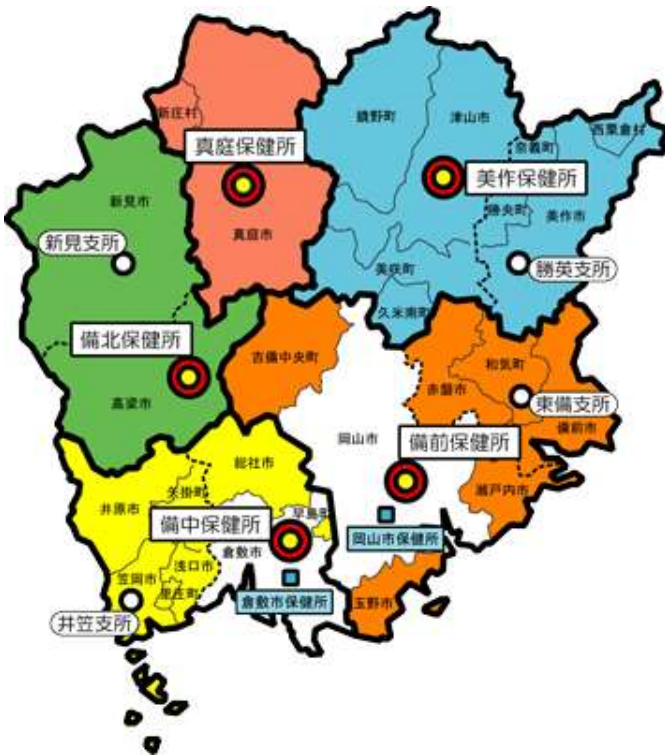 新庄村
鏡野町
津山市
西粟倉村
奈義町
真庭保健所
美作保健所
新見市
勝央町
美作市
真庭市
新見支所
美咲町
勝英支所
久米南町
備北保健所
吉備中央町
和気町
赤磐市
高梁市
東備支所
備前市
岡山市
備前保健所
総社市
瀬戸内市
矢掛町
井原市
早島町
備中保健所
岡山市保健所
倉敷市
浅口市
笠岡市
里庄町
倉敷市保健所
玉野市
井笠支所